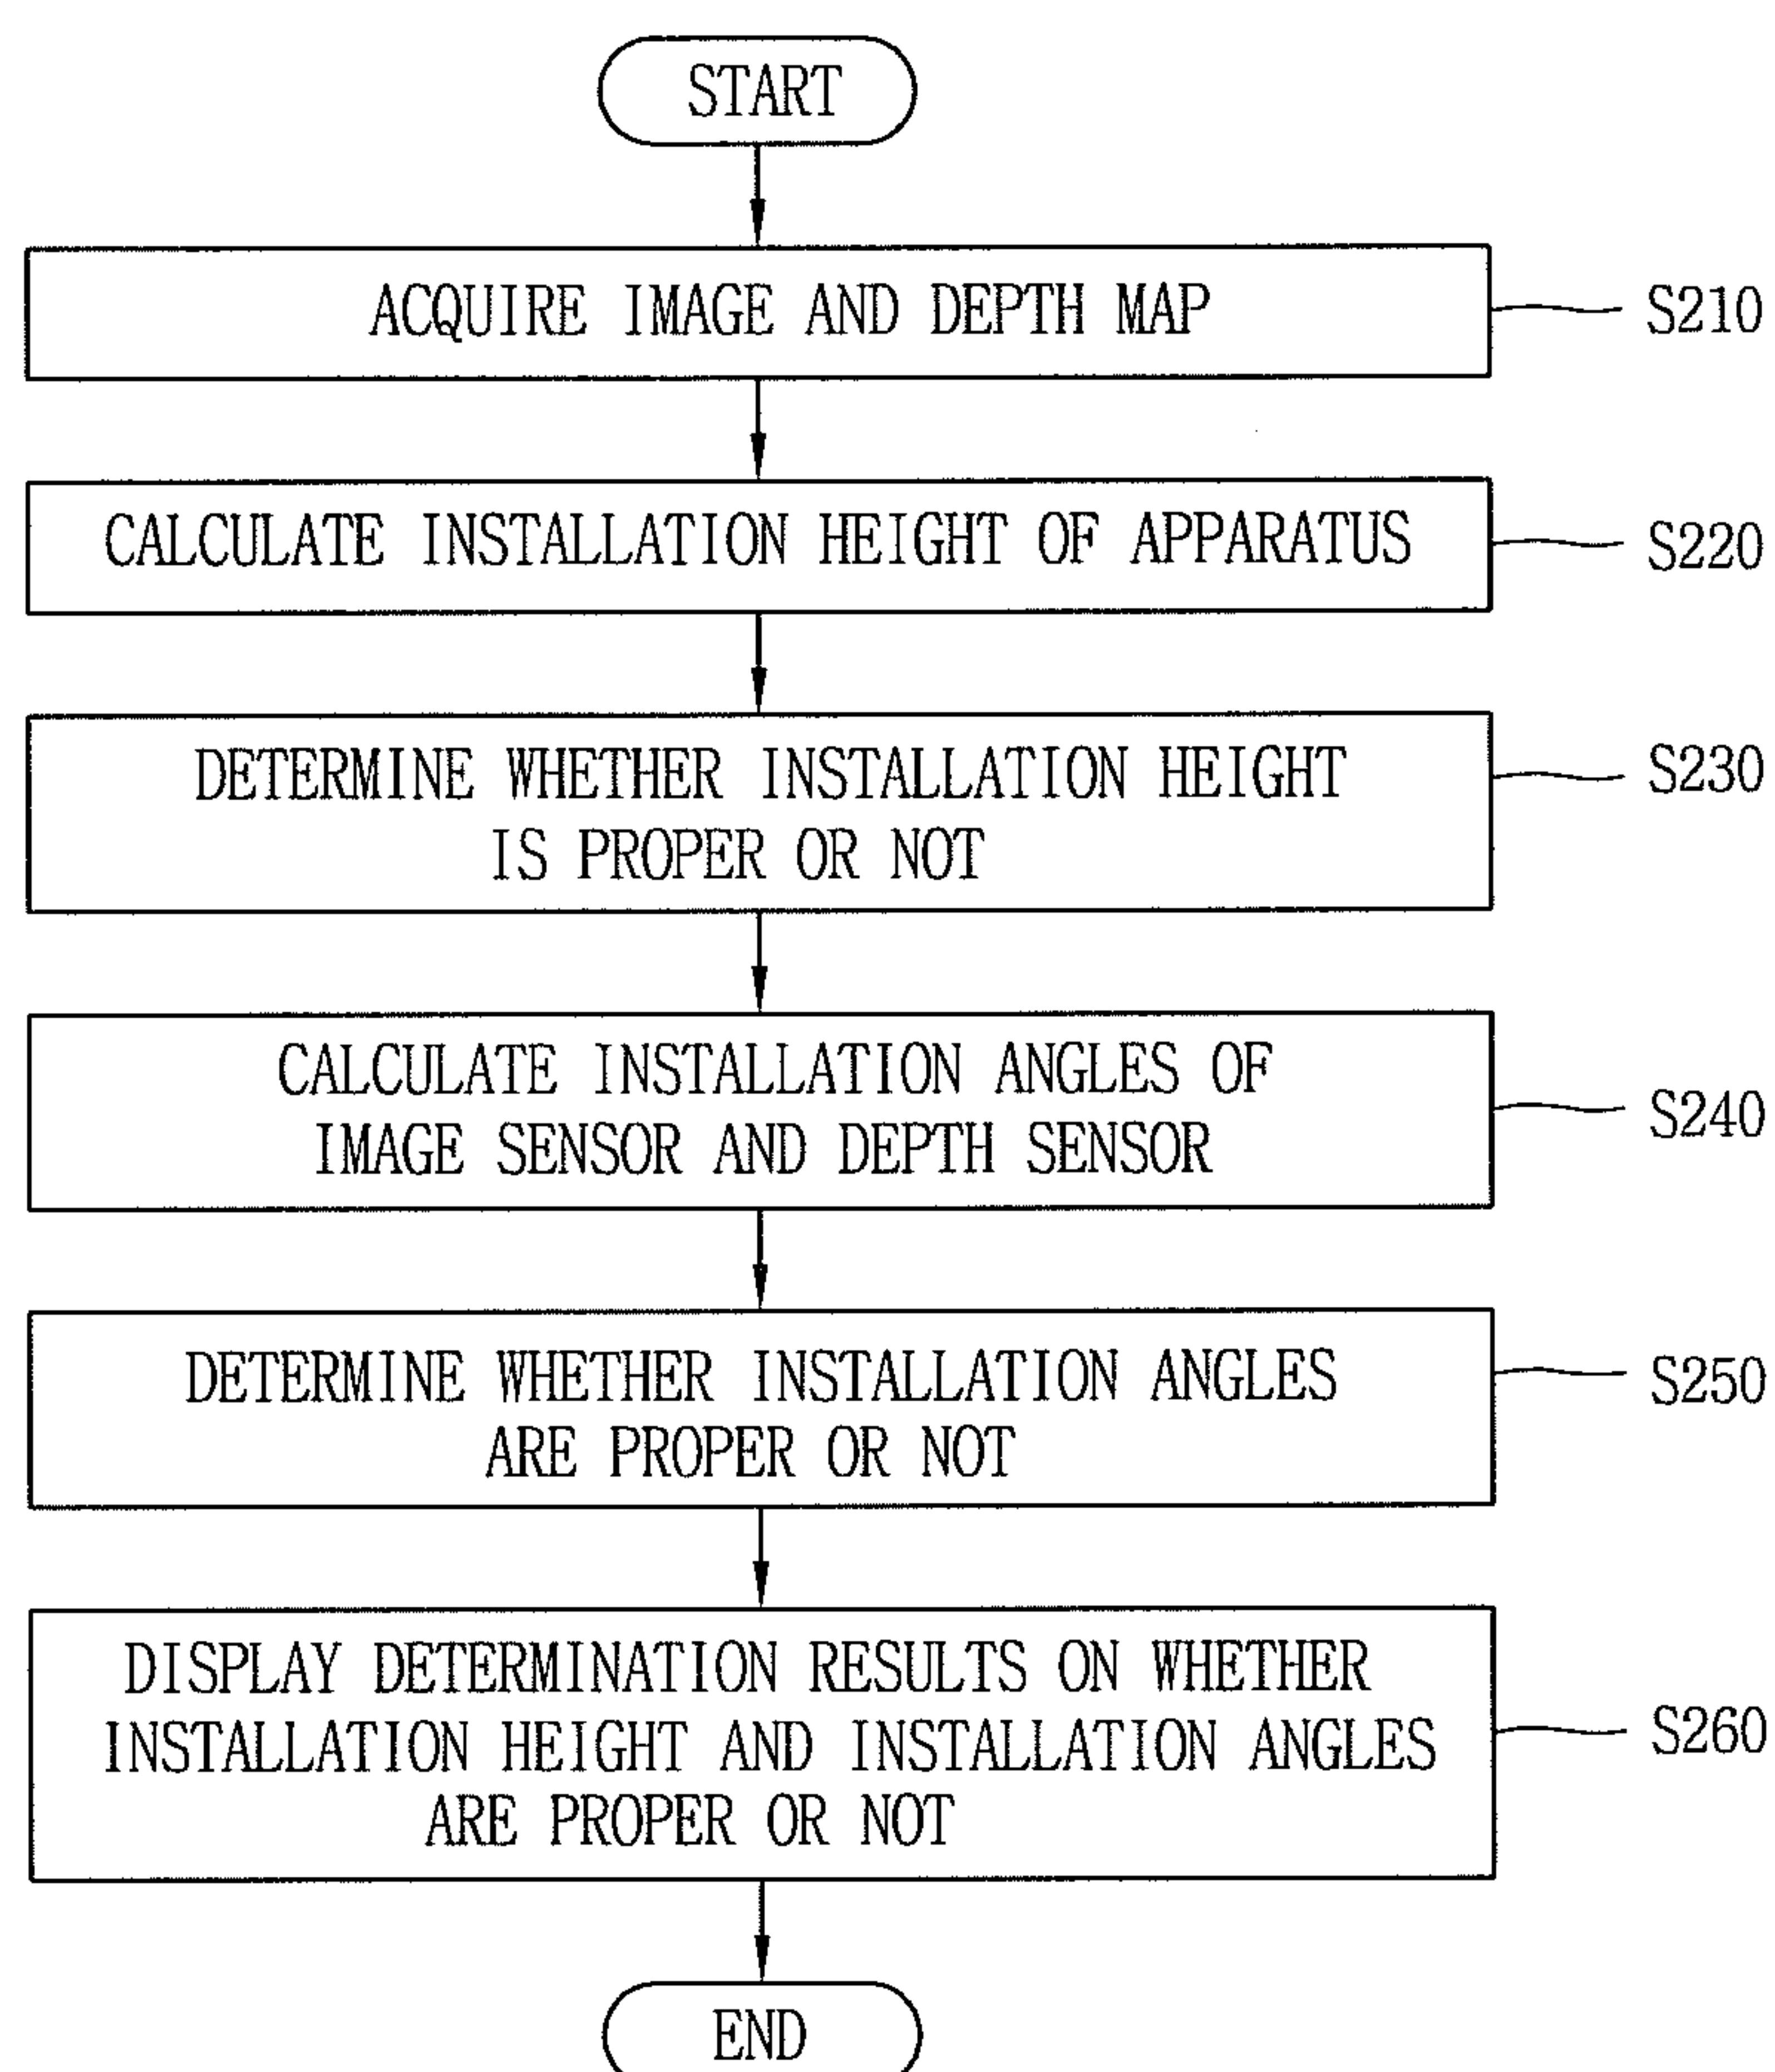 START
ACQUIRE IMAGE AND DEPTH MAP
S210
CALCULATE INSTALLATION HEIGHT OF APPARATUS
S220
DETERMINE WHETHER INSTALLATION HEIGHT
IS PROPER OR NOT
S230
CALCULATE INSTALLATION ANGLES OF
IMAGE SENSOR AND DEPTH SENSOR
S240
DETERMINE WHETHER INSTALLATION ANGLES
ARE PROPER OR NOT
S250
DISPLAY DETERMINATION RESULTS ON WHETHER
INSTALLATION HEIGHT AND INSTALLATION ANGLES
ARE PROPER OR NOT
S260
END